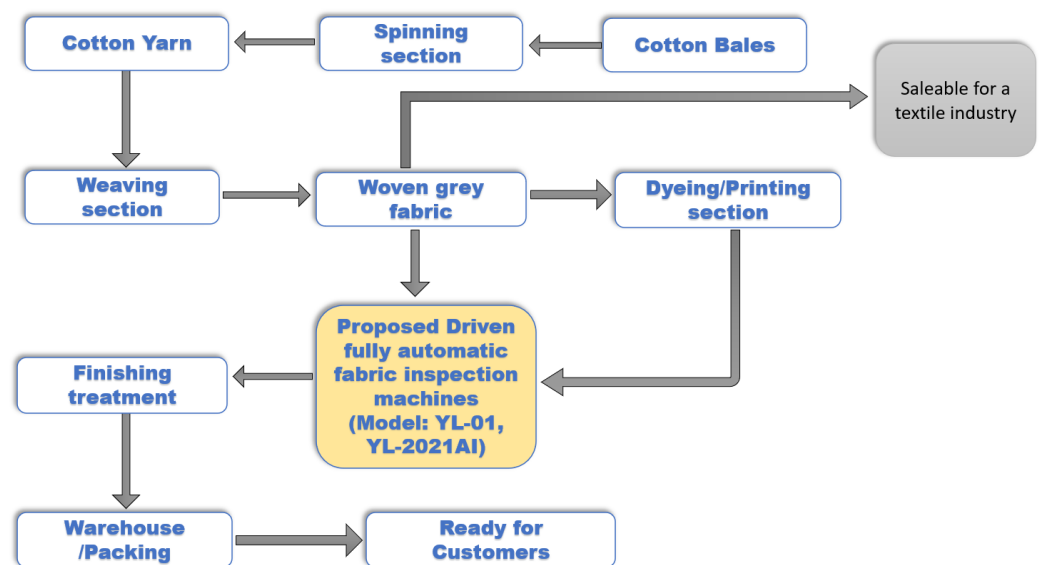 Cotton Yarn
Spinning
section
Cotton Bales
Saleable for a
textile industry
Weaving
section
Woven grey
fabric
Dyeing/Printing
section
Proposed Driven
fully automatic
fabric inspection
machines
(Model: YL-01,
YL-2021AI)
Finishing
treatment
Warehouse
/Packing
Ready for
Customers